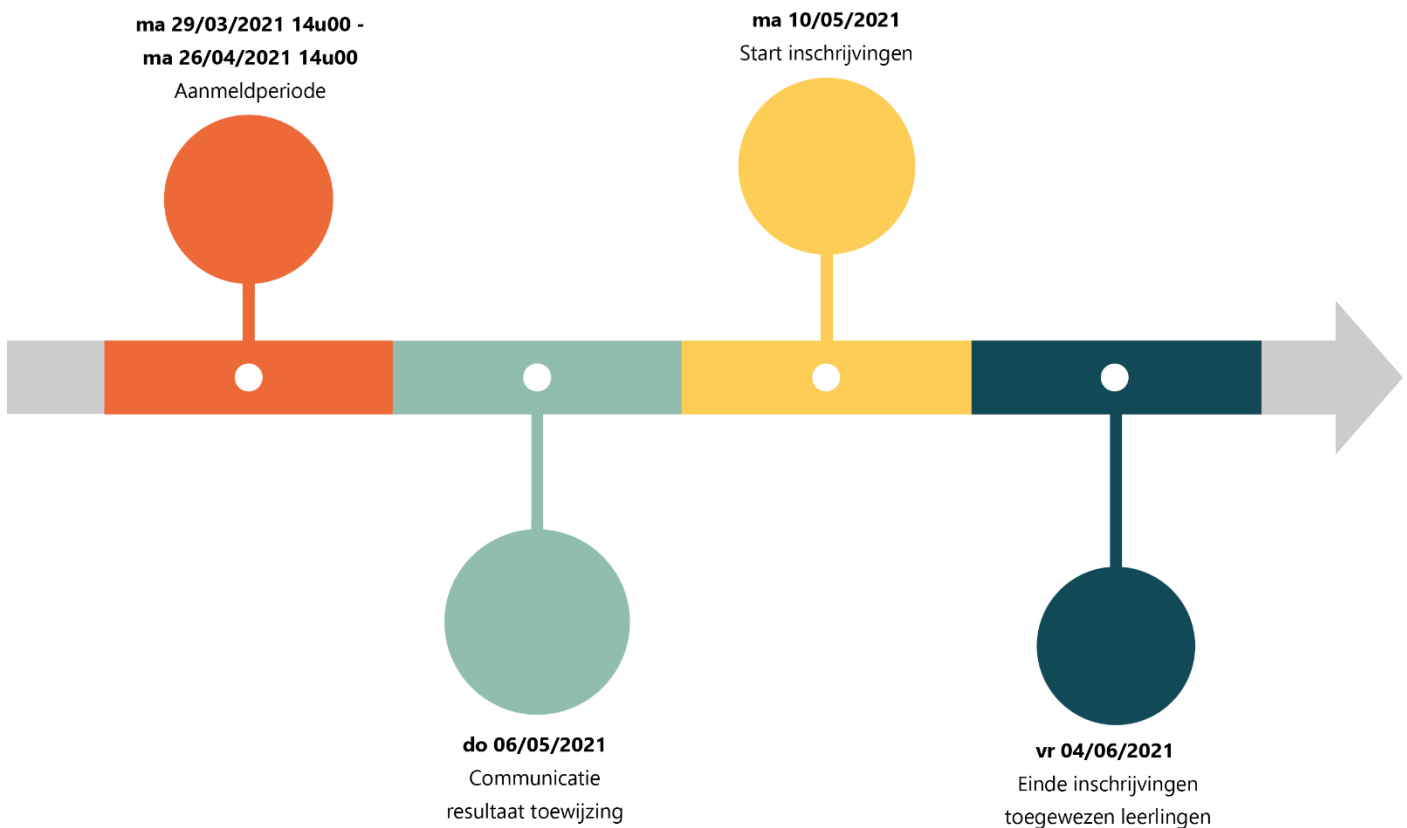 ma 29/03/2021 14u00 -
ma 26/04/2021 14u00
Aanmeldperiode
do 06/05/2021
Communicatie
resultaat toewijzing
ma 10/05/2021
Start inschrijvingen
vr 04/06/2021
Einde inschrijvingen
toegewezen leerlingen